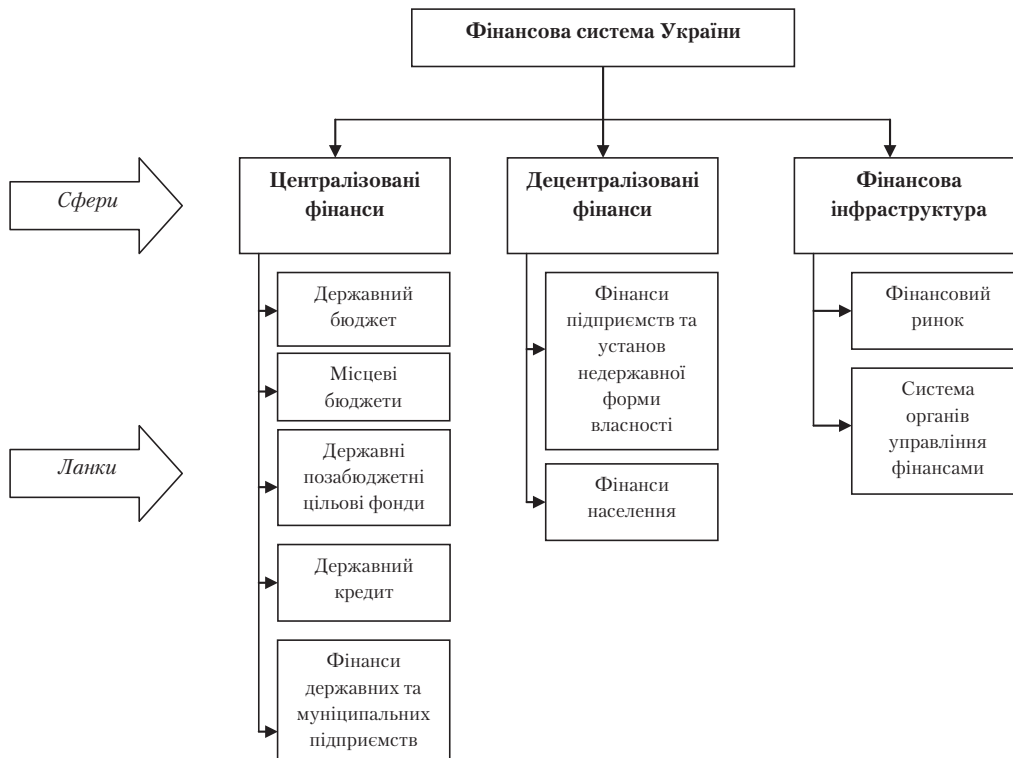 Фінансова система України
Сфери
Централізовані
фінанси
Децентралізовані
фінанси
Фінансова
інфраструктура
Ланки
Державний
бюджет
Місцеві
бюджети
Державні
позабюджетні
цільові фонди
Державний
кредит
Фінанси
державних та
муніципальних
підприємств
Фінанси
підприємств та
установ
недержавної
форми
власності
Фінанси
населення
Фінансовий
ринок
Система
органів
управління
фінансами